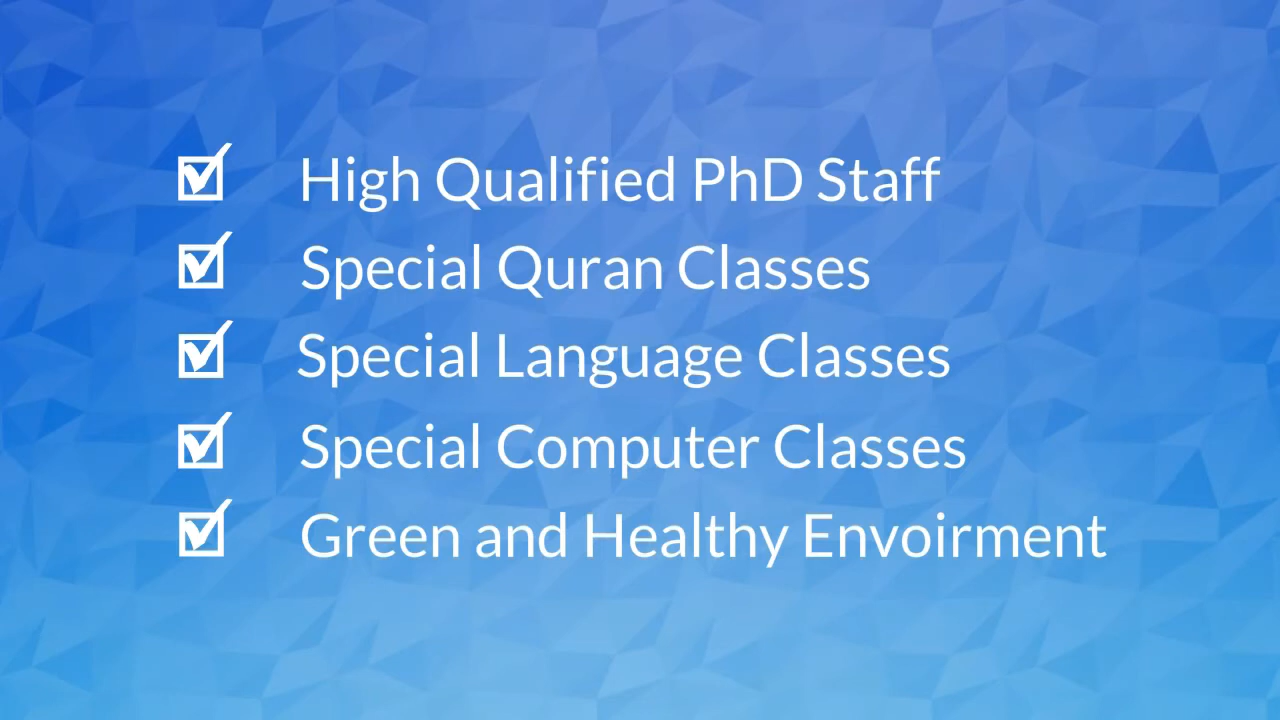 High Qualified PhD Staff
Special Quran Classes
Special Language Classes
Special Computer Classes
Green and Healthy Envoirment